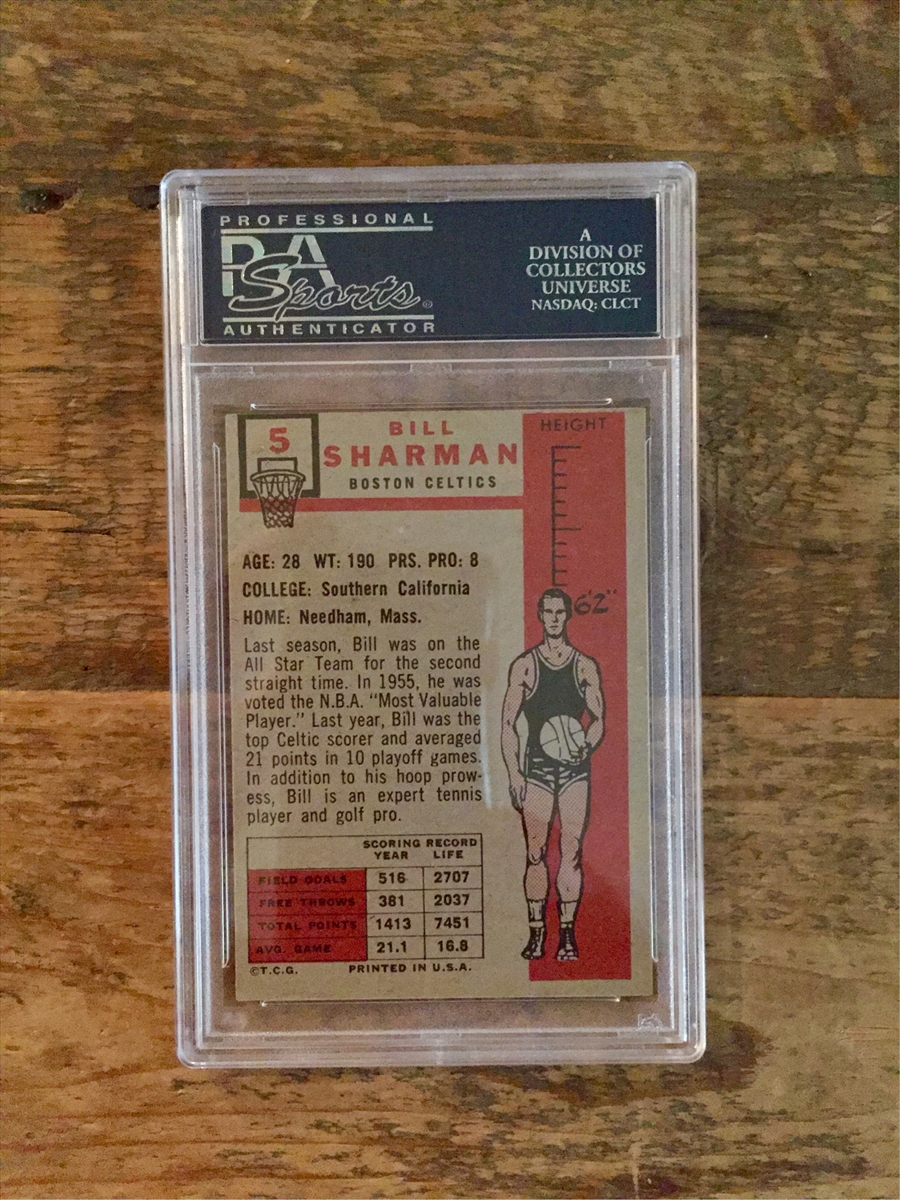 PROFESSIONAL
PSA
Sports®
AUTHENTICATOR
A
DIVISION OF
COLLECTORS
UNIVERSE
NASDAQ: CLCT
5
BILL
SHARMAN
BOSTON CELTICS
HEIGHT
6'2"
AGE: 28 WT: 190 PRS. PRO: 8
COLLEGE: Southern California
HOME: Needham, Mass.
Last season, Bill was on the
All Star Team for the second
straight time. In 1955, he was
voted the N.B.A. “Most Valuable
Player.” Last year, Bill was the
top Celtic scorer and averaged
21 points in 10 playoff games.
In addition to his hoop prow-
ess, Bill is an expert tennis
player and golf pro.
SCORING RECORD
YEAR LIFE
FIELD GOALS 516 2707
FREE THROWS 381 2037
TOTAL POINTS 1413 7451
AVG. GAME 21.1 16.8
©T.C.G. PRINTED IN U.S.A.